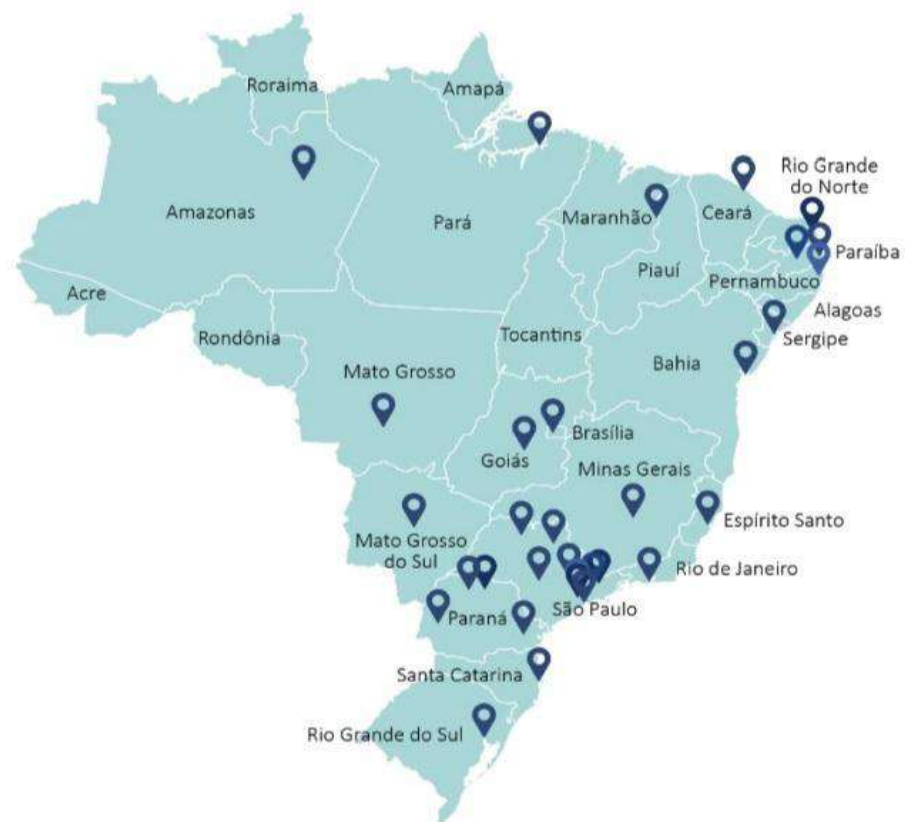 Roraima
Amapá
Rio Grande
do Norte
Amazonas
Pará
Maranhão
Ceará
Paraíba
Piauí
Pernambuco
Acre
Alagoas
Rondônia
Tocantins
Sergipe
Bahia
Mato Grosso
Brasília
Goiás
Minas Gerais
Espírito Santo
Mato Grosso
do Sul
Rio de Janeiro
São Paulo
Paraná
Santa Catarina
Rio Grande do Sul